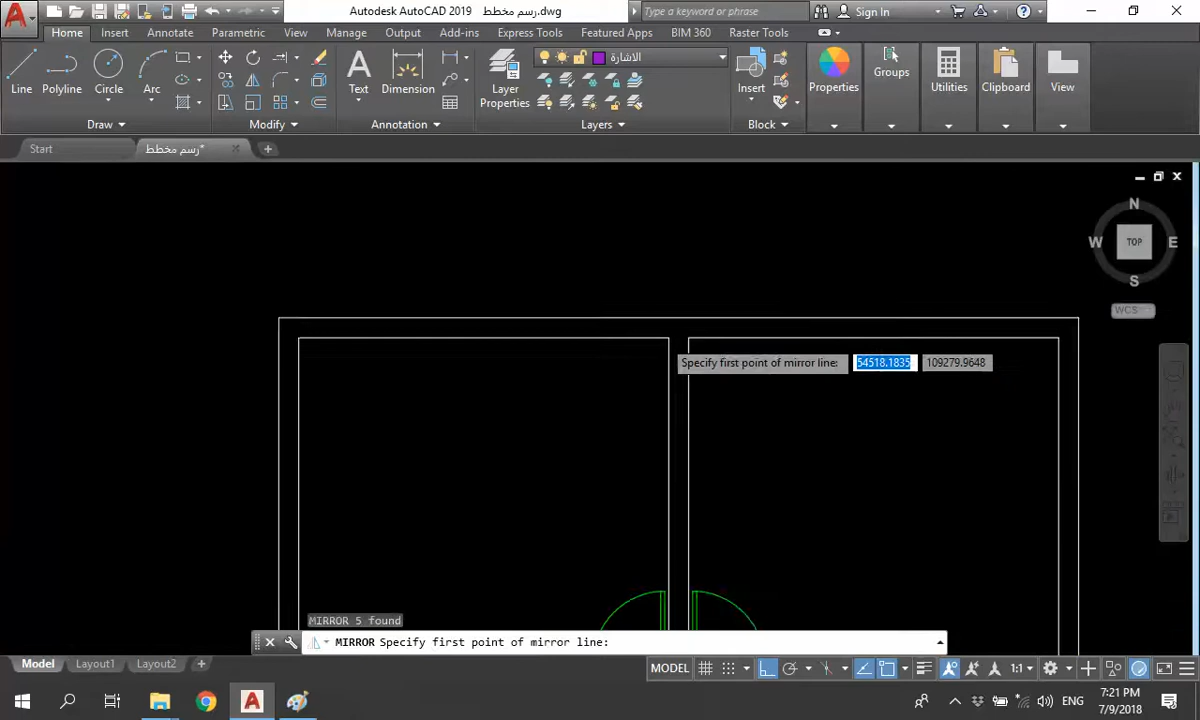 Autodesk AutoCAD 2019 رسم مخطط.dwg
Type a keyword or phrase
Sign In
Home Insert Annotate Parametric View Manage Output Add-ins Express Tools Featured Apps BIM 360 Raster Tools
الاشارة
Line Polyline Circle Arc Text Dimension Layer Properties Insert Properties Groups Utilities Clipboard View
Draw Modify Annotation Layers Block
Start رسم مخطط*
N
W TOP E
S
WCS
Specify first point of mirror line: 54518.1835 109279.9648
MIRROR 5 found
MIRROR Specify first point of mirror line:
Model Layout1 Layout2 MODEL 1:1
ENG 7:21 PM
7/9/2018